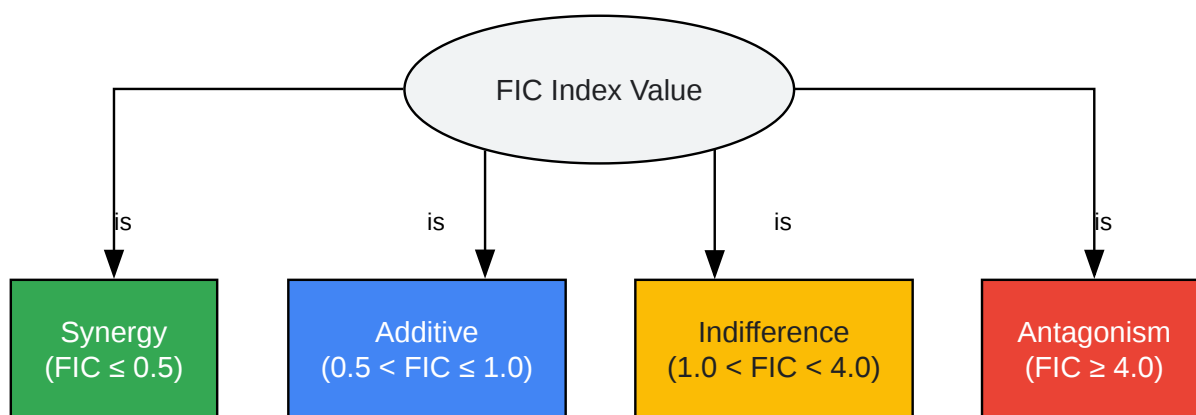 FIC Index Value
is
is
is
is
Synergy
(FIC ≤ 0.5)
Additive
(0.5 < FIC ≤ 1.0)
Indifference
(1.0 < FIC < 4.0)
Antagonism
(FIC ≥ 4.0)